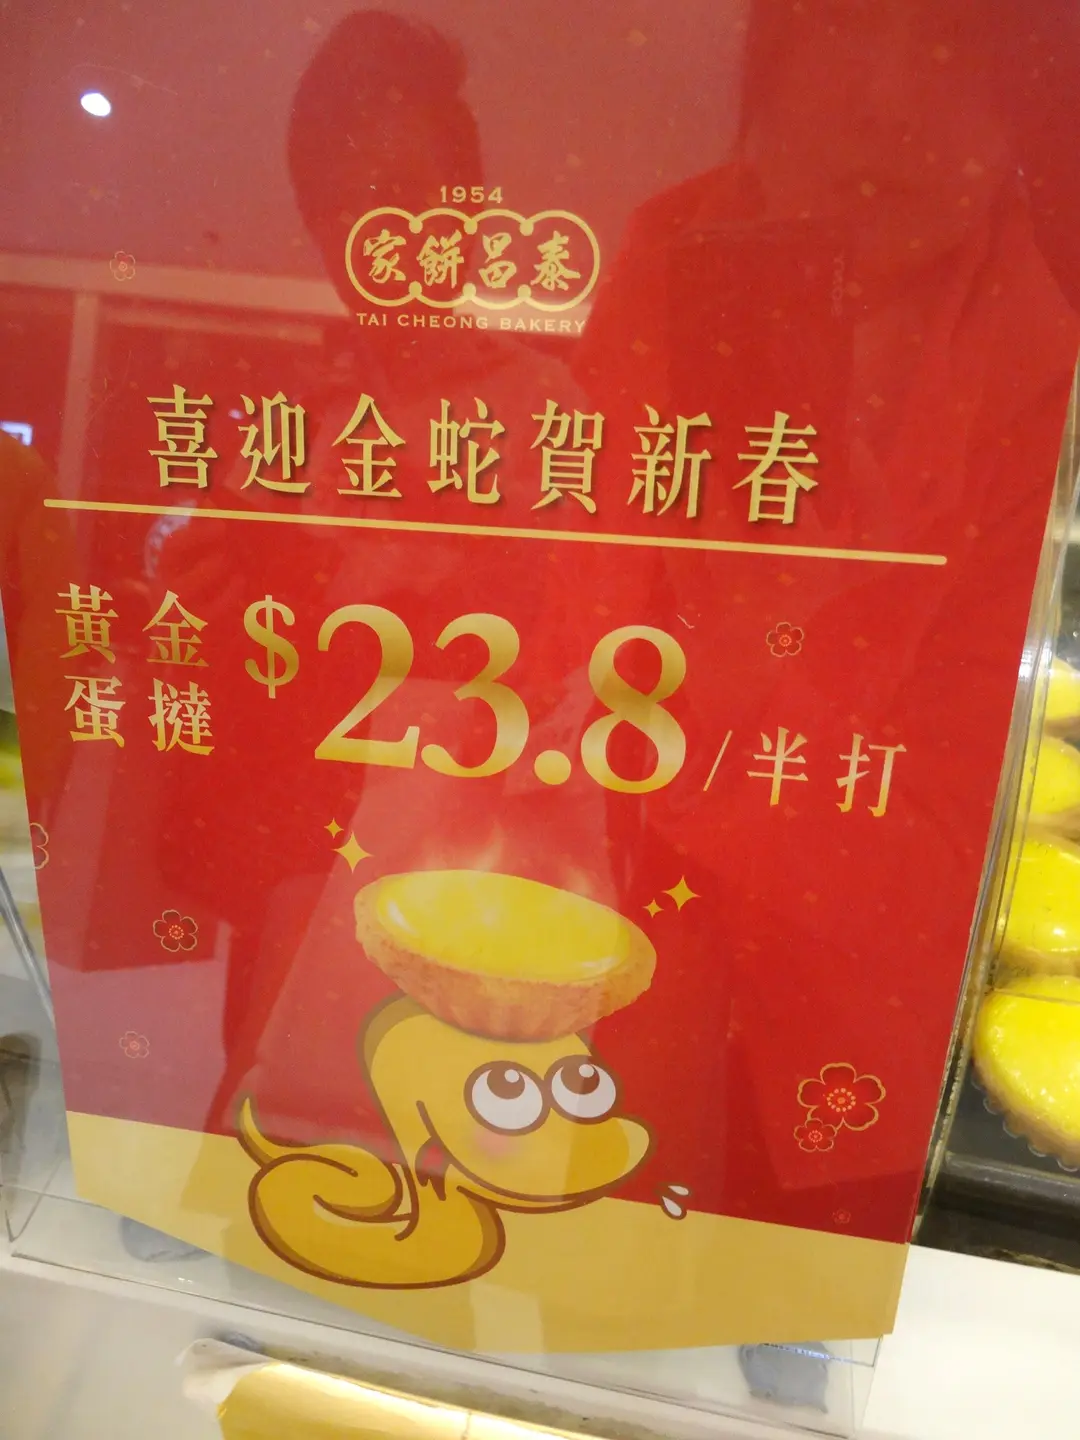 1954
家餅昌泰
TAI CHEONG BAKERY
喜迎金蛇賀新春
黃金
蛋撻
$23.8/半打